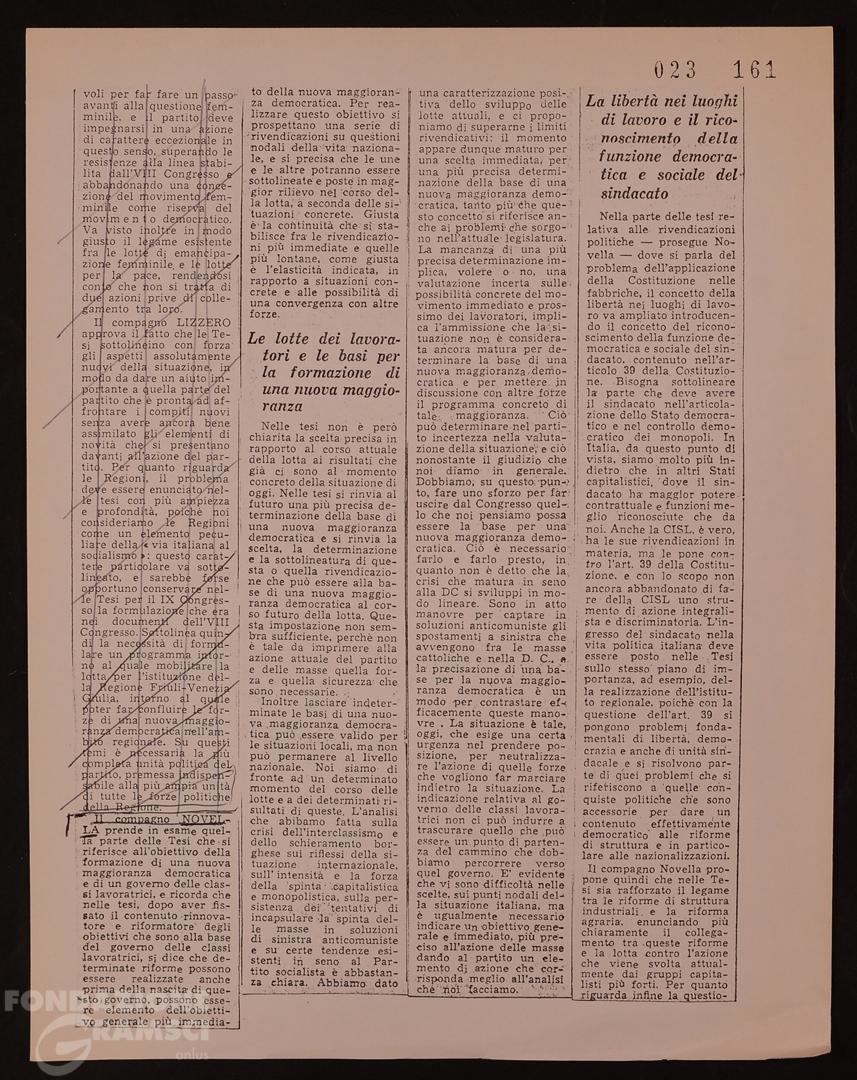 023 161
voli per far fare un passo
avanti alla questione fem-
minile, e il partito deve
impegnarsi in una azione
di carattere eccezionale in
questo senso, superando le
resistenze alla linea stabi-
lita dall'VIII Congresso e
abbandonando una conce-
zione del movimento fem-
minile come riserva del
movimento democratico.
Va visto inoltre in modo
giusto il legame esistente
fra le lotte di emancipa-
zione femminile e le lotte
per la pace, rendendosi
conto che non si tratta di
due azioni prive di colle-
gamento tra loro.
Il compagno LIZZERO
approva il fatto che le Te-
si sottolineino con forza
gli aspetti assolutamente
nuovi della situazione, in
modo da dare un aiuto im-
portante a quella parte del
partito che è pronta ad af-
frontare i compiti nuovi
senza avere ancora bene
assimilato gli elementi di
novità che si presentano
davanti all'azione del par-
tito. Per quanto riguarda
le Regioni, il problema
deve essere enunciato nel-
le tesi con più ampiezza
e profondità, poichè noi
consideriamo le Regioni
come un elemento pecu-
liare della « via italiana al
socialismo »: questo carat-
tere particolare va sotto-
lineato, e sarebbe forse
opportuno conservare nel-
le Tesi per il IX Congres-
so la formulazione che era
nei documenti dell'VIII
Congresso. Sottolinea quin-
di la necessità di formu-
lare un programma intor-
no al quale mobilitare la
lotta per l'istituzione del-
la Regione Friuli-Venezia
Giulia, intorno al quale
poter far confluire le for-
ze di una nuova maggio-
ranza democratica nell'am-
bito regionale. Su questi
temi è necessaria la più
completa unità politica del
partito, premessa indispen-
sabile alla più ampia unità
di tutte le forze politiche
della Regione.
Il compagno NOVEL-
LA prende in esame quel-
la parte delle Tesi che si
riferisce all'obiettivo della
formazione di una nuova
maggioranza democratica
e di un governo delle clas-
si lavoratrici, e ricorda che
nelle tesi, dopo aver fis-
sato il contenuto rinnova-
tore e riformatore degli
obiettivi che sono alla base
del governo delle classi
lavoratrici, si dice che de-
terminate riforme possono
essere realizzate anche
prima della nascita di que-
sto governo, possono esse-
re elemento dell'obietti-
vo generale più immedia-
to della nuova maggioran-
za democratica. Per rea-
lizzare questo obiettivo si
prospettano una serie di
rivendicazioni su questioni
nodali della vita naziona-
le, e si precisa che le une
e le altre potranno essere
sottolineate e poste in mag-
gior rilievo nel corso del-
la lotta, a seconda delle si-
tuazioni concrete. Giusta
è la continuità che si sta-
bilisce fra le rivendicazio-
ni più immediate e quelle
più lontane, come giusta
è l'elasticità indicata, in
rapporto a situazioni con-
crete e alle possibilità di
una convergenza con altre
forze.
Le lotte dei lavora-
tori e le basi per
la formazione di
una nuova maggio-
ranza
Nelle tesi non è però
chiarita la scelta precisa in
rapporto al corso attuale
della lotta ai risultati che
già ci sono al momento
concreto della situazione di
oggi. Nelle tesi si rinvia al
futuro una più precisa de-
terminazione della base di
una nuova maggioranza
democratica e si rinvia la
scelta, la determinazione
e la sottolineatura di que-
sta o quella rivendicazio-
ne che può essere alla ba-
se di una nuova maggio-
ranza democratica al cor-
so futuro della lotta. Que-
sta impostazione non sem-
bra sufficiente, perchè non
è tale da imprimere alla
azione attuale del partito
e delle masse quella for-
za e quella sicurezza che
sono necessarie.
Inoltre lasciare indeter-
minate le basi di una nuo-
va maggioranza democra-
tica può essere valido per
le situazioni locali, ma non
può permanere al livello
nazionale. Noi siamo di
fronte ad un determinato
momento del corso delle
lotte e a dei determinati ri-
sultati di queste. L'analisi
che abbiamo fatta sulla
crisi dell'interclassismo e
dello schieramento bor-
ghese sui riflessi della si-
tuazione internazionale,
sull'intensità e la forza
della spinta capitalistica
e monopolistica, sulla per-
sistenza dei tentativi di
incapsulare la spinta del-
le masse in soluzioni
di sinistra anticomuniste
e su certe tendenze esi-
stenti in seno al Par-
tito socialista è abbastan-
za chiara. Abbiamo dato
una caratterizzazione posi-
tiva dello sviluppo delle
lotte attuali, e ci propo-
niamo di superare i limiti
rivendicativi: il momento
appare dunque maturo per
una scelta immediata, per
una più precisa determi-
nazione della base di una
nuova maggioranza demo-
cratica, tanto più che que-
sto concetto si riferisce an-
che ai problemi che sorgo-
no nell'attuale legislatura.
La mancanza di una più
precisa determinazione im-
plica, volere o no, una
valutazione incerta sulle
possibilità concrete del mo-
vimento immediato e pros-
simo dei lavoratori, impli-
ca l'ammissione che la si-
tuazione non è considera-
ta ancora matura per de-
terminare la base di una
nuova maggioranza demo-
cratica e per mettere in
discussione con altre forze
il programma concreto di
tale maggioranza. Ciò
può determinare nel parti-
to incertezza nella valuta-
zione della situazione, e ciò
nonostante il giudizio che
noi diamo in generale.
Dobbiamo, su questo pun-
to, fare uno sforzo per far
uscire dal Congresso quel-
lo che noi pensiamo possa
essere la base per una
nuova maggioranza demo-
cratica. Ciò è necessario
farlo e farlo presto, in
quanto non è detto che la
crisi che matura in seno
alla DC si sviluppi in mo-
do lineare. Sono in atto
manovre per captare in
soluzioni anticomuniste gli
spostamenti a sinistra che
avvengono fra le masse
cattoliche e nella D. C., e
la precisazione di una ba-
se per la nuova maggio-
ranza democratica è un
modo per contrastare ef-
ficacemente queste mano-
vre. La situazione è tale,
oggi, che esige una certa
urgenza nel prendere po-
sizione, per neutralizza-
re l'azione di quelle forze
che vogliono far marciare
indietro la situazione. La
indicazione relativa al go-
verno delle classi lavora-
trici non ci può indurre a
trascurare quello che può
essere un punto di parten-
za del cammino che dob-
biamo percorrere verso
quel governo. E' evidente
che vi sono difficoltà nelle
scelte, sui punti nodali del-
la situazione italiana, ma
è ugualmente necessario
indicare un obiettivo gene-
rale e immediato, più pre-
ciso all'azione delle masse
dando al partito un ele-
mento di azione che cor-
risponda meglio all'analisi
che noi facciamo.
La libertà nei luoghi
di lavoro e il rico-
noscimento della
funzione democra-
tica e sociale del
sindacato
Nella parte delle tesi re-
lativa alle rivendicazioni
politiche — prosegue No-
vella — dove si parla del
problema dell'applicazione
della Costituzione nelle
fabbriche, il concetto della
libertà nei luoghi di lavo-
ro va ampliato introducen-
do il concetto del ricono-
scimento della funzione de-
mocratica e sociale del sin-
dacato, contenuto nell'ar-
ticolo 39 della Costituzio-
ne. Bisogna sottolineare
la parte che deve avere
il sindacato nell'articola-
zione dello Stato democra-
tico e nel controllo demo-
cratico dei monopoli. In
Italia, da questo punto di
vista, siamo molto più in-
dietro che in altri Stati
capitalistici, dove il sin-
dacato ha maggior potere
contrattuale e funzioni me-
glio riconosciute che da
noi. Anche la CISL, è vero,
ha le sue rivendicazioni in
materia, ma le pone con-
tro l'art. 39 della Costitu-
zione, e con lo scopo non
ancora abbandonato di fa-
re della CISL uno stru-
mento di azione integrali-
sta e discriminatoria. L'in-
gresso del sindacato nella
vita politica italiana deve
essere posto nelle Tesi
sullo stesso piano di im-
portanza, ad esempio, del-
la realizzazione dell'istitu-
to regionale, poichè con la
questione dell'art. 39 si
pongono problemi fonda-
mentali di libertà, demo-
crazia e anche di unità sin-
dacale e si risolvono par-
te di quei problemi che si
riferiscono a quelle con-
quiste politiche che sono
accessorie per dare un
contenuto effettivamente
democratico alle riforme
di struttura e in partico-
lare alle nazionalizzazioni.
Il compagno Novella pro-
pone quindi che nelle Te-
si sia rafforzato il legame
tra le riforme di struttura
industriali e la riforma
agraria, enunciando più
chiaramente il collega-
mento tra queste riforme
e la lotta contro l'azione
che viene svolta attual-
mente dai gruppi capita-
listi più forti. Per quanto
riguarda infine la questio-
FONDAZIONE
GRAMSCI
onlus